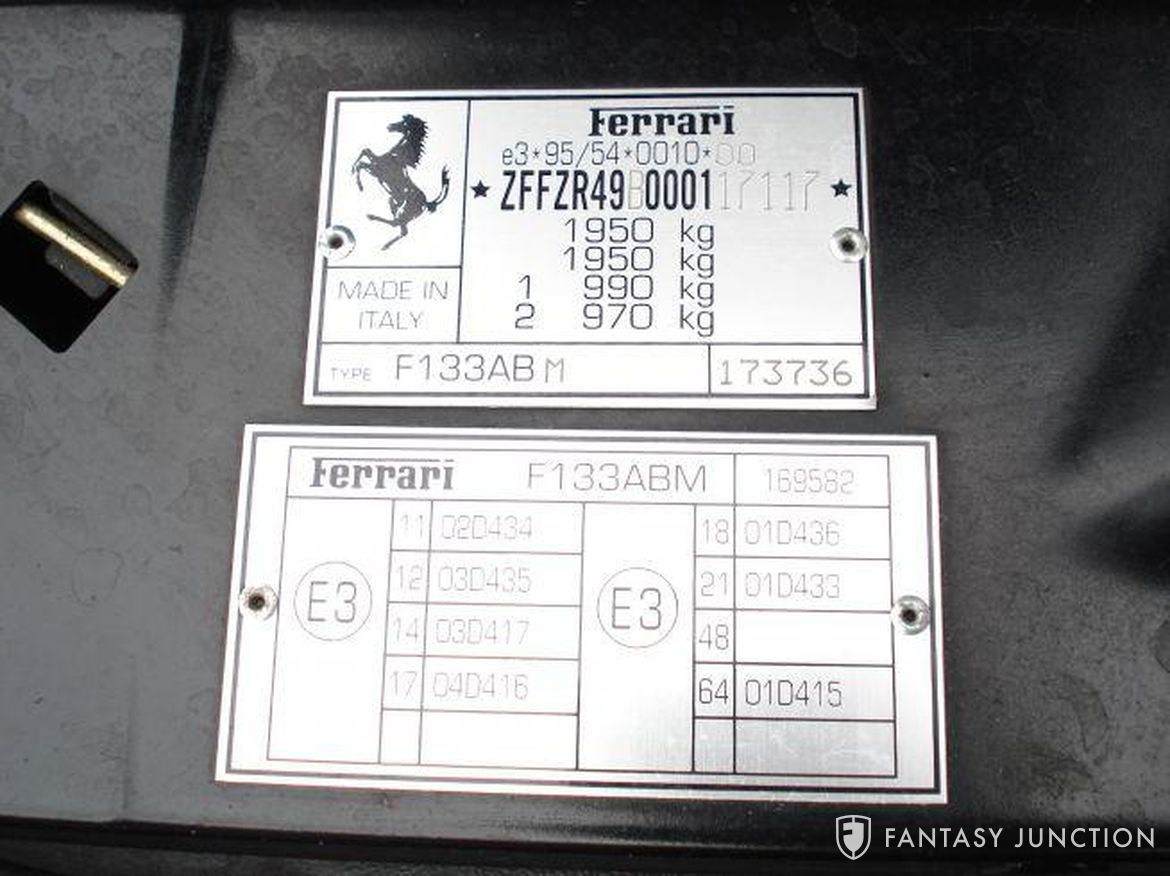 Ferrari
e3*95/54*0010*00
★ ZFFZR49B000117117 ★
1950 kg
1950 kg
1 990 kg
2 970 kg
MADE IN
ITALY
TYPE F133AB M 173736
Ferrari F133ABM 169582
E3
11 02D434
12 03D435
14 03D417
17 04D416
E3
18 01D436
21 01D433
48
64 01D415
FANTASY JUNCTION